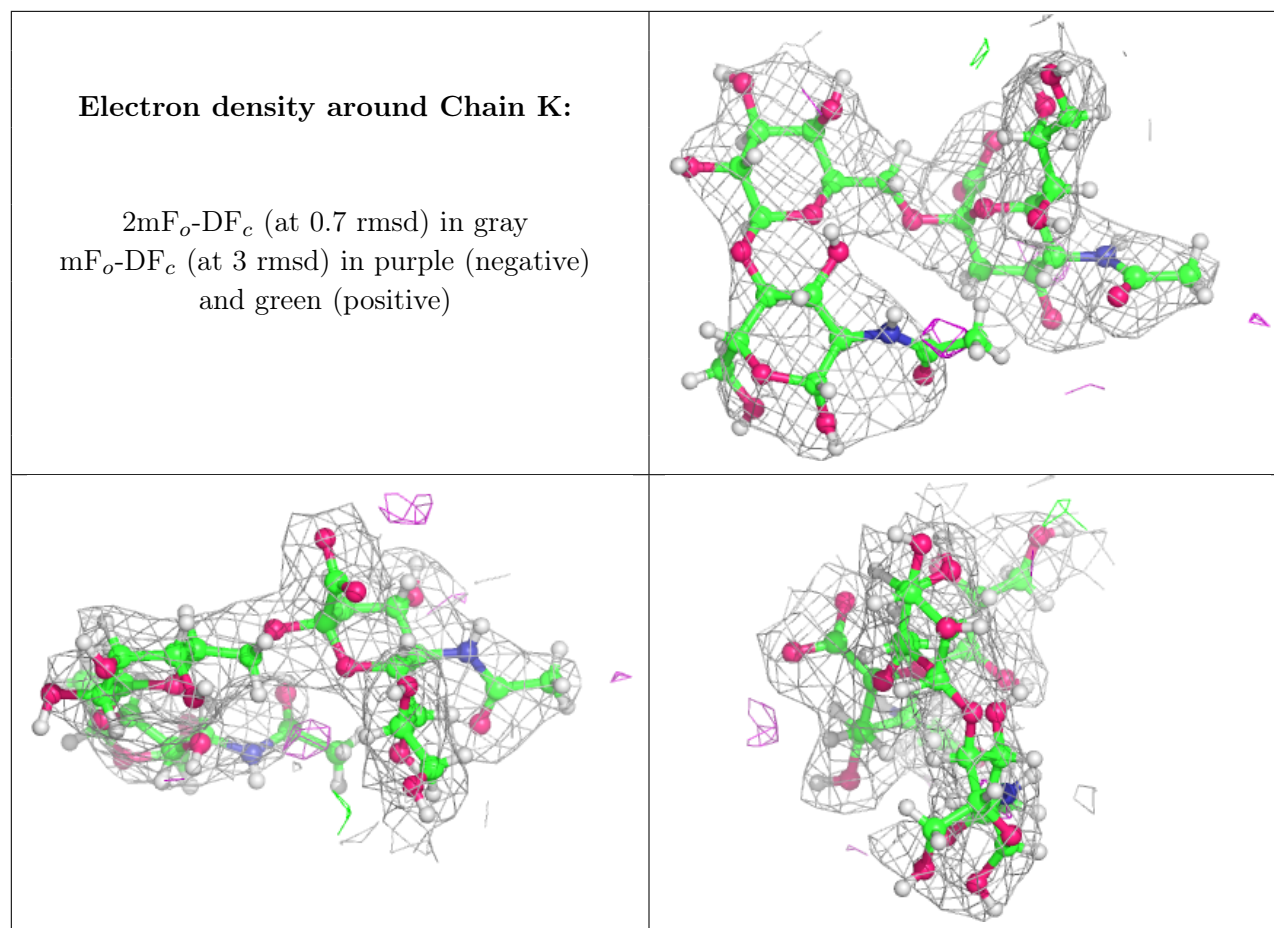 Electron density around Chain K:
2mFo-DFc (at 0.7 rmsd) in gray
mFo-DFc (at 3 rmsd) in purple (negative)
and green (positive)